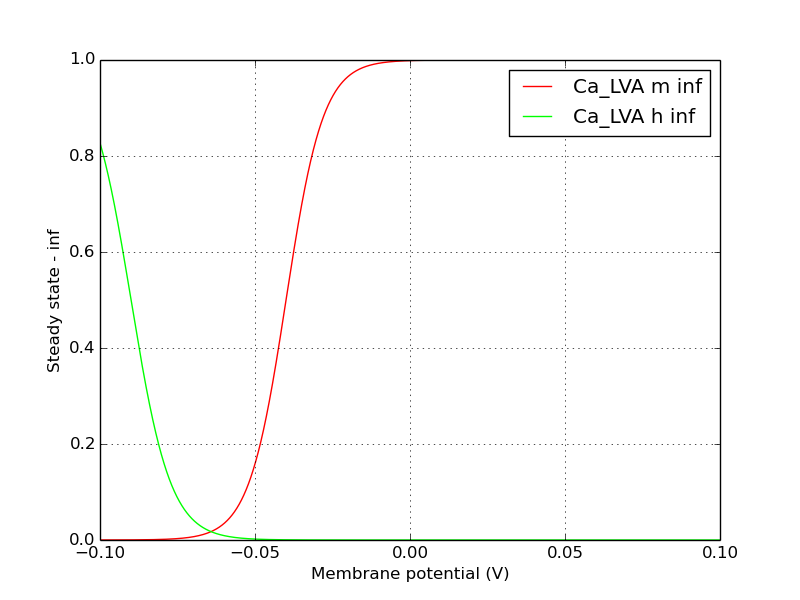 1.0
0.8
0.6
0.4
0.2
0.0
Steady state - inf
Ca_LVA m inf
Ca_LVA h inf
−0.10
−0.05
0.00
0.05
0.10
Membrane potential (V)